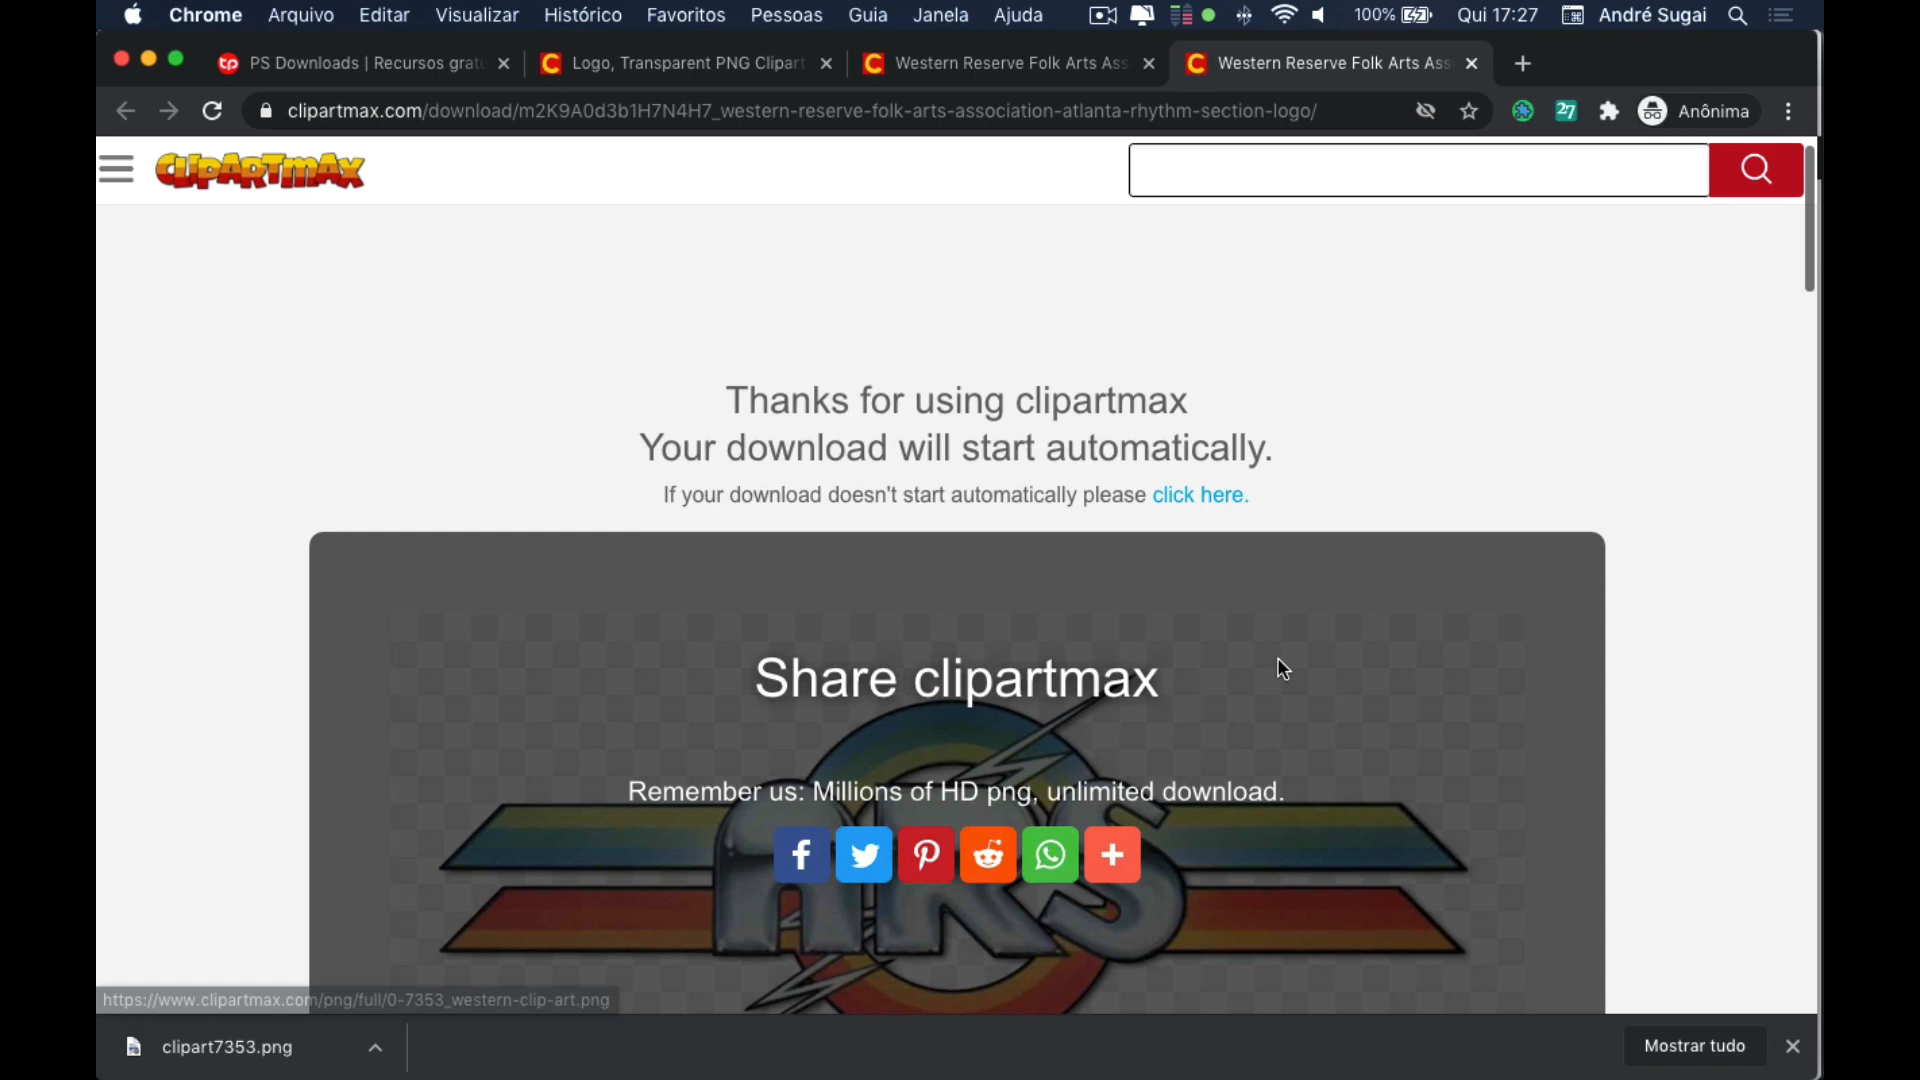 Chrome Arquivo Editar Visualizar Histórico Favoritos Pessoas Guia Janela Ajuda 100% Qui 17:27 André Sugai
tp PS Downloads | Recursos grat C Logo, Transparent PNG Clipart C Western Reserve Folk Arts Ass C Western Reserve Folk Arts Ass
clipartmax.com/download/m2K9A0d3b1H7N4H7_western-reserve-folk-arts-association-atlanta-rhythm-section-logo/ 27 Anônima
CLIPARTMAX
Thanks for using clipartmax
Your download will start automatically.
If your download doesn't start automatically please click here.
Share clipartmax
Remember us: Millions of HD png, unlimited download.
ARS
https://www.clipartmax.com/png/full/0-7353_western-clip-art.png
clipart7353.png Mostrar tudo